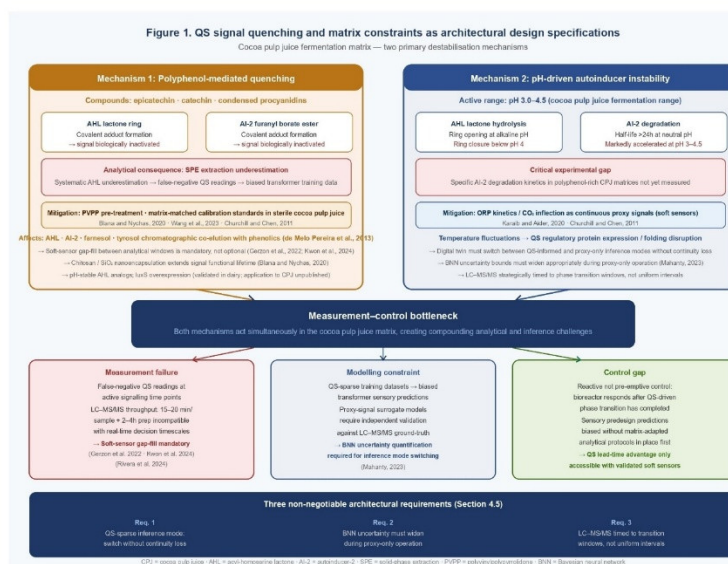 Figure 1. QS signal quenching and matrix constraints as architectural design specifications
Cocoa pulp juice fermentation matrix — two primary destabilisation mechanisms
Mechanism 1: Polyphenol-mediated quenching
Compounds: epicatechin · catechin · condensed procyanidins
AHL lactone ring
Covalent adduct formation
→ signal biologically inactivated
AI-2 furanyl borate ester
Covalent adduct formation
→ signal biologically inactivated
Analytical consequence: SPE extraction underestimation
Systematic AHL underestimation → false-negative QS readings → biased transformer training data
Mitigation: PVPP pre-treatment · matrix-matched calibration standards in sterile cocoa pulp juice
(Blana and Nychas, 2020 · Wang et al., 2023 · Churchill and Chen, 2011)
Affects: AHL · AI-2 · farnesol · tyrosol chromatographic co-elution with phenolics (de Melo Pereira et al., 2013)
→ Soft-sensor gap-fill between analytical windows is mandatory, not optional (Gerzon et al., 2022; Kwon et al., 2024)
→ Chitosan / SiO₂ nanoencapsulation extends signal functional lifetime (Blana and Nychas, 2020)
→ pH-stable AHL analogs; luxS overexpression (validated in dairy; application to CPJ unpublished)
Mechanism 2: pH-driven autoinducer instability
Active range: pH 3.0–4.5 (cocoa pulp juice fermentation range)
AHL lactone hydrolysis
Ring opening at alkaline pH
Ring closure below pH 4
AI-2 degradation
Half-life >24h at neutral pH
Markedly accelerated at pH 3–4.5
Critical experimental gap
Specific AI-2 degradation kinetics in polyphenol-rich CPJ matrices not yet measured
Mitigation: ORP kinetics / CO₂ inflection as continuous proxy signals (soft sensors)
Karaib and Aider, 2020 · Churchill and Chen, 2011
Temperature fluctuations → QS regulatory protein expression / folding disruption
→ Digital twin must switch between QS-informed and proxy-only inference modes without continuity loss
→ BNN uncertainty bounds must widen appropriately during proxy-only operation (Mahanty, 2023)
→ LC–MS/MS strategically timed to phase transition windows, not uniform intervals
Measurement–control bottleneck
Both mechanisms act simultaneously in the cocoa pulp juice matrix, creating compounding analytical and inference challenges
Measurement failure
False-negative QS readings at
active signalling time points
LC–MS/MS throughput: 15–20 min/
sample + 2–4h prep incompatible
with real-time decision timescales
→ Soft-sensor gap-fill mandatory
(Gerzon et al. 2022 · Kwon et al. 2024)
(Rivera et al. 2024)
Modelling constraint
QS-sparse training datasets → biased
transformer sensory predictions
Proxy-signal surrogate models
require independent validation
against LC–MS/MS ground-truth
→ BNN uncertainty quantification
required for inference mode switching
(Mahanty, 2023)
Control gap
Reactive not pre-emptive control:
bioreactor responds after QS-driven
phase transition has completed
Sensory predesign predictions
biased without matrix-adapted
analytical protocols in place first
→ QS lead-time advantage only
accessible with validated soft sensors
Three non-negotiable architectural requirements (Section 4.5)
Req. 1
QS-sparse inference mode:
switch without continuity loss
Req. 2
BNN uncertainty must widen
during proxy-only operation
Req. 3
LC–MS/MS timed to transition
windows, not uniform intervals
CPJ = cocoa pulp juice · AHL = acyl-homoserine lactone · AI-2 = autoinducer-2 · SPE = solid-phase extraction · PVPP = polyvinylpolypyrrolidone · BNN = Bayesian neural network